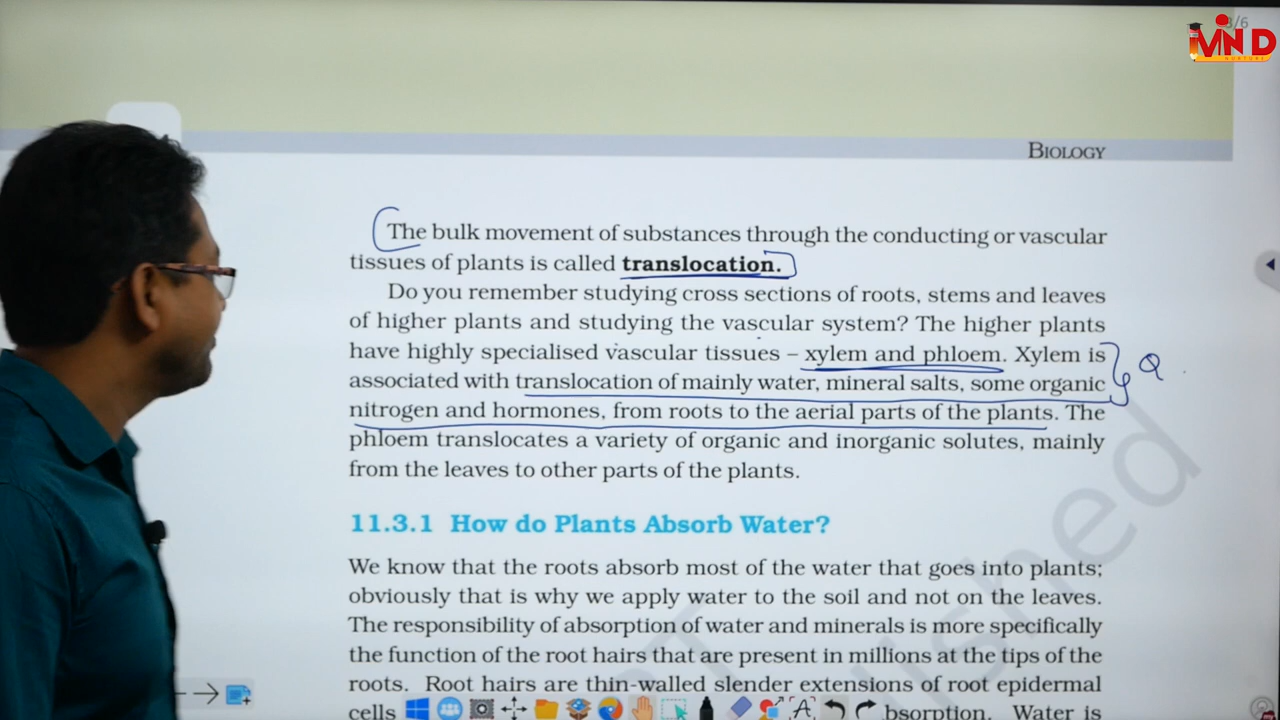 3/6
MIND
NURTURE
BIOLOGY
The bulk movement of substances through the conducting or vascular
tissues of plants is called translocation.
Do you remember studying cross sections of roots, stems and leaves
of higher plants and studying the vascular system? The higher plants
have highly specialised vascular tissues – xylem and phloem. Xylem is
associated with translocation of mainly water, mineral salts, some organic
Q
nitrogen and hormones, from roots to the aerial parts of the plants. The
phloem translocates a variety of organic and inorganic solutes, mainly
from the leaves to other parts of the plants.
11.3.1 How do Plants Absorb Water?
We know that the roots absorb most of the water that goes into plants;
obviously that is why we apply water to the soil and not on the leaves.
The responsibility of absorption of water and minerals is more specifically
the function of the root hairs that are present in millions at the tips of the
roots. Root hairs are thin-walled slender extensions of root epidermal
cells bsorption. Water is